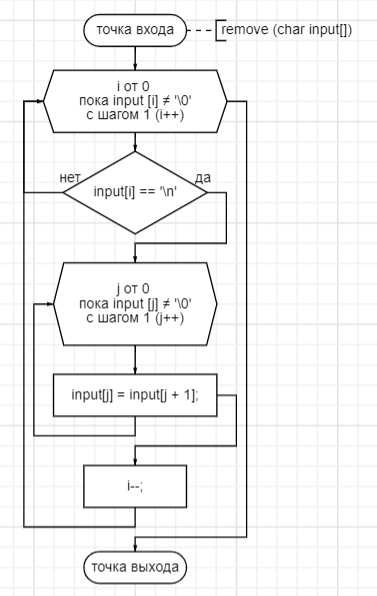 точка входа
remove (char input[])
i от 0
пока input [i] ≠ '\0'
с шагом 1 (i++)
нет
да
input[i] == '\n'
j от 0
пока input [j] ≠ '\0'
с шагом 1 (j++)
input[j] = input[j + 1];
i--;
точка выхода